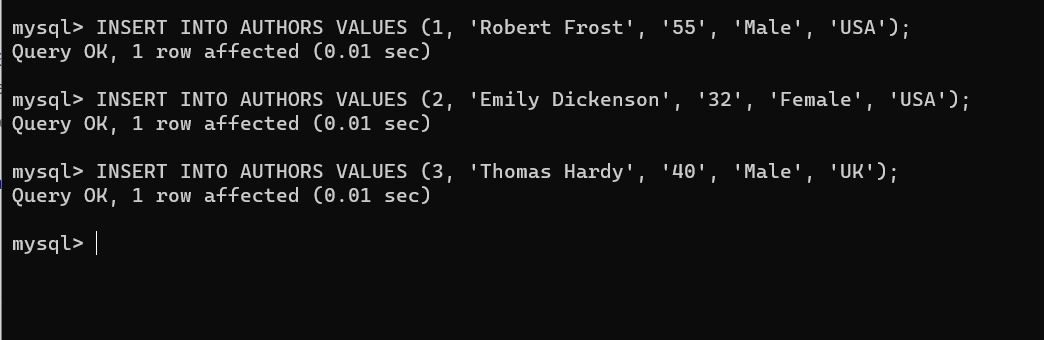 mysql> INSERT INTO AUTHORS VALUES (1, 'Robert Frost', '55', 'Male', 'USA');
Query OK, 1 row affected (0.01 sec)
mysql> INSERT INTO AUTHORS VALUES (2, 'Emily Dickenson', '32', 'Female', 'USA');
Query OK, 1 row affected (0.01 sec)
mysql> INSERT INTO AUTHORS VALUES (3, 'Thomas Hardy', '40', 'Male', 'UK');
Query OK, 1 row affected (0.01 sec)
mysql>